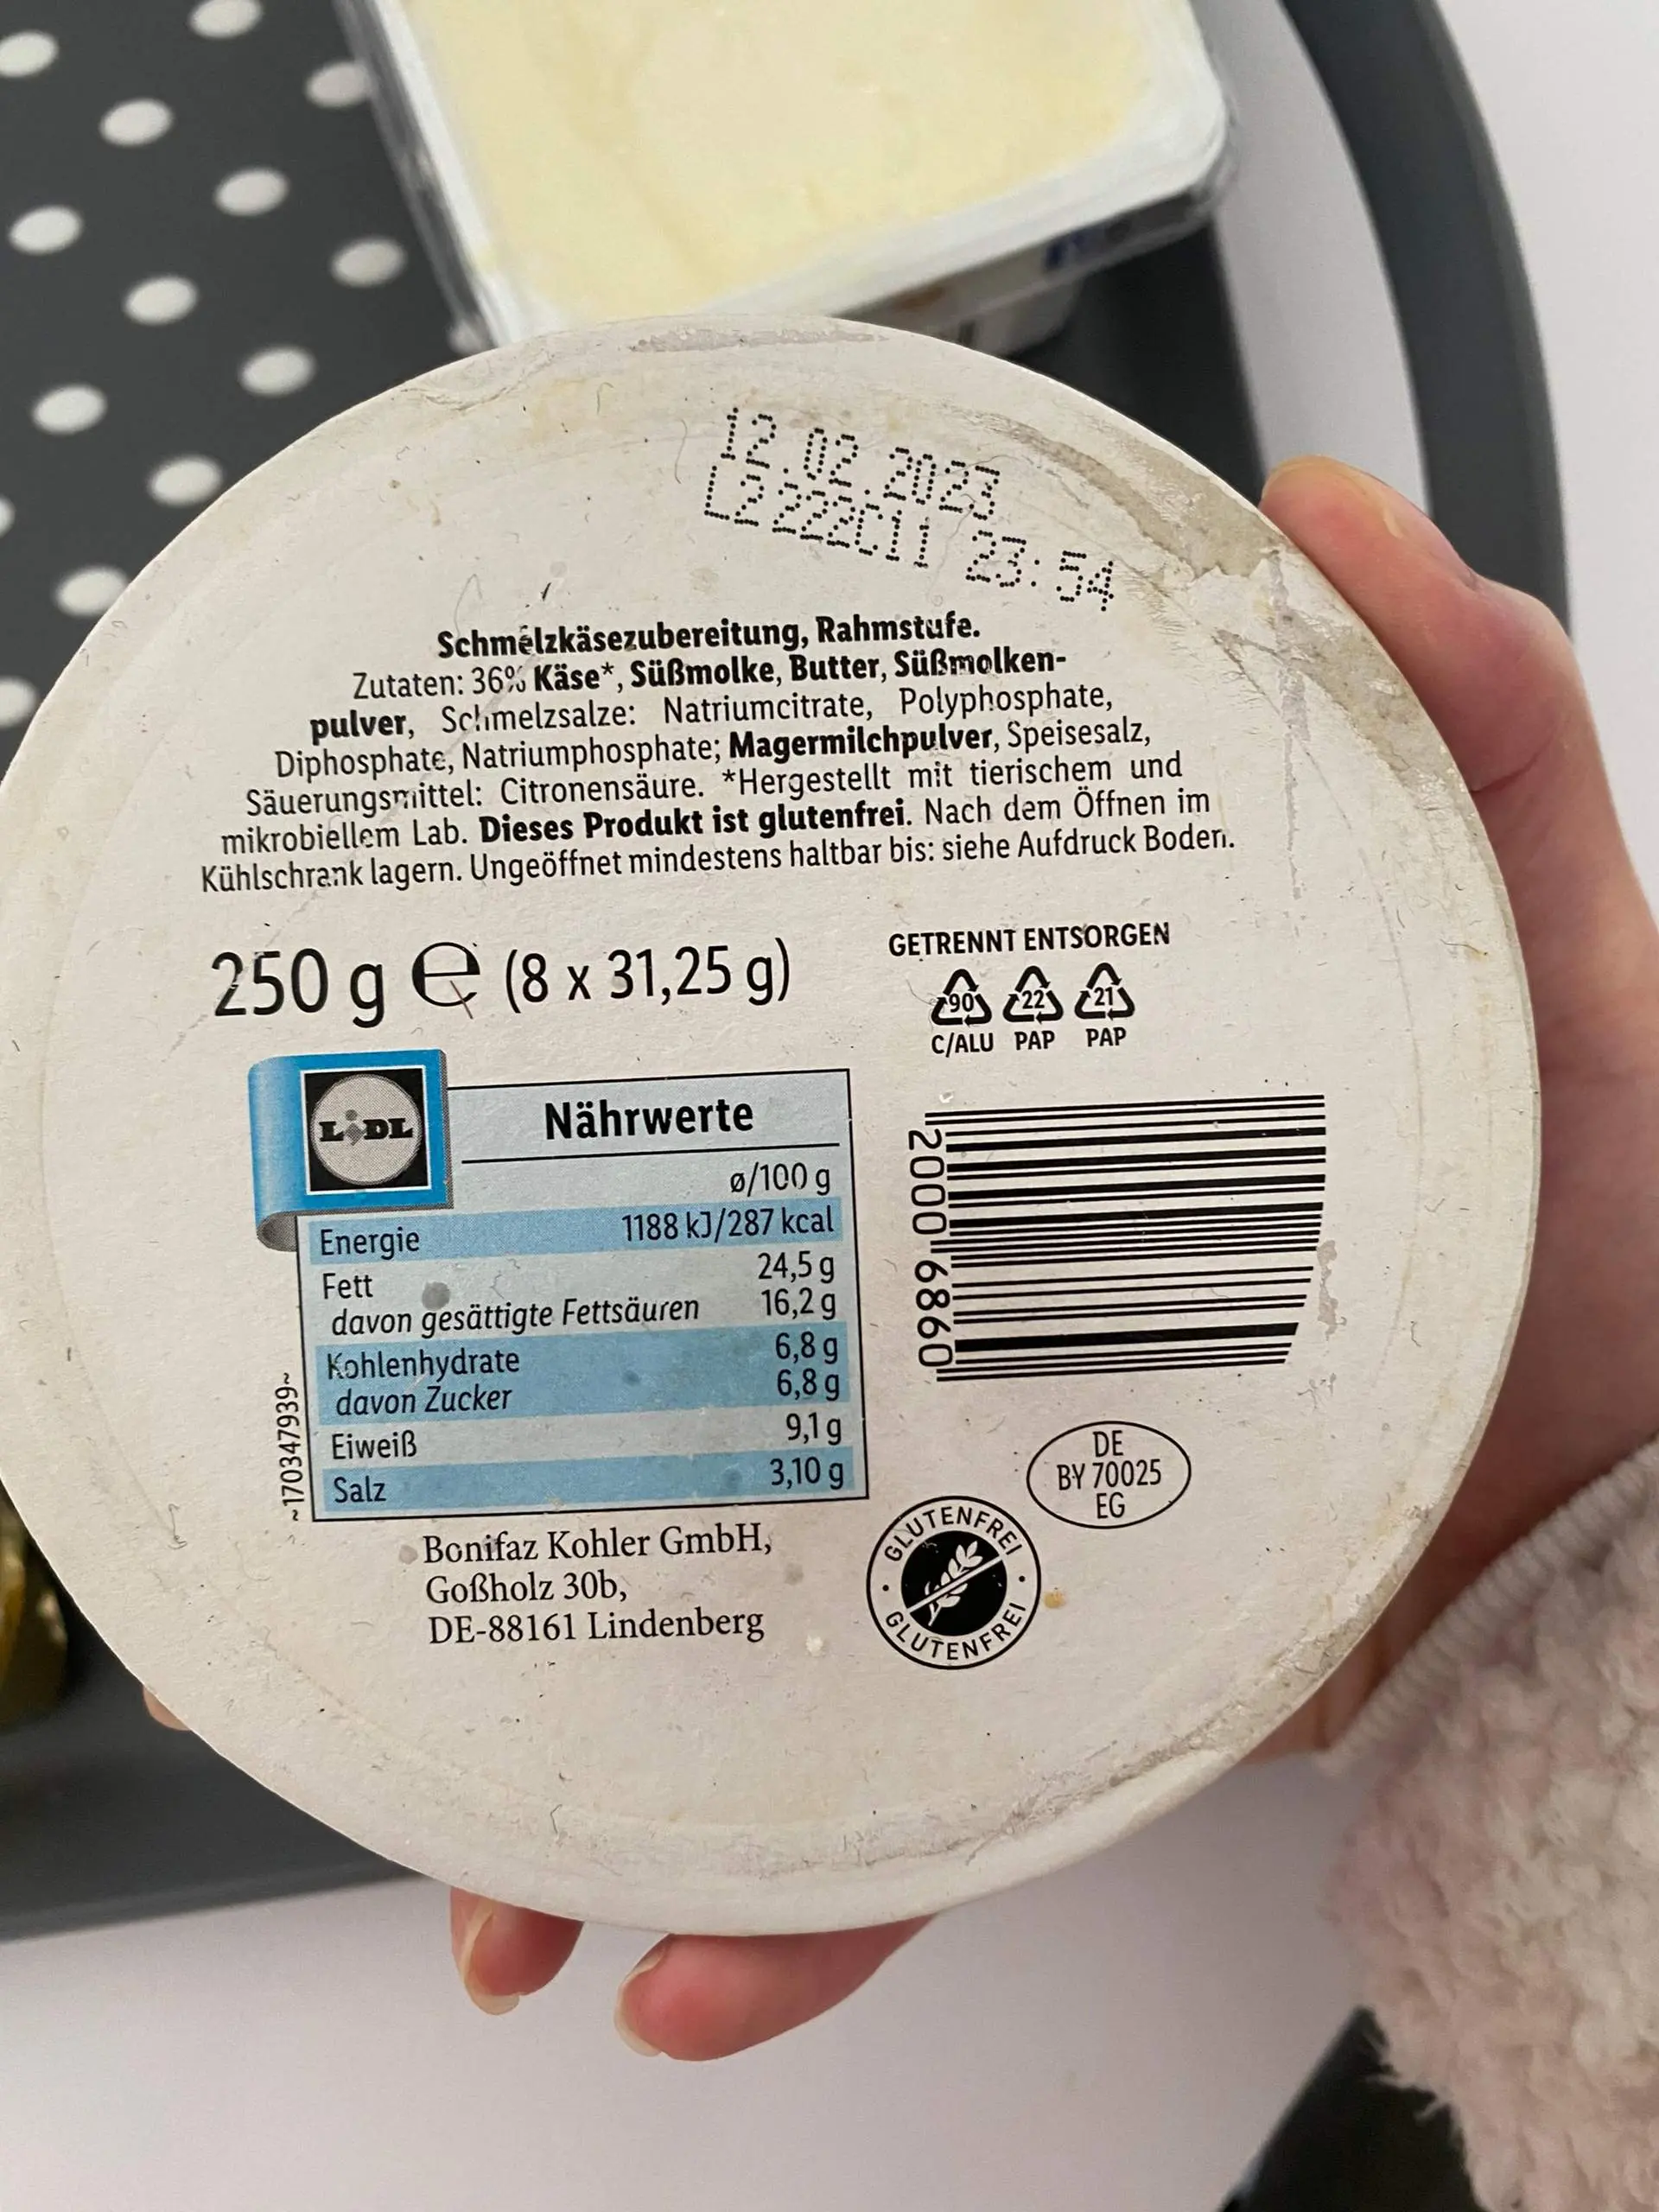 12.02.2023
L2222C11 23:54
Schmelzkäsezubereitung, Rahmstufe.
Zutaten: 36% Käse*, Süßmolke, Butter, Süßmolken-
pulver, Schmelzsalze: Natriumcitrate, Polyphosphate,
Diphosphate, Natriumphosphate; Magermilchpulver, Speisesalz,
Säuerungsmittel: Citronensäure. *Hergestellt mit tierischem und
mikrobiellem Lab. Dieses Produkt ist glutenfrei. Nach dem Öffnen im
Kühlschrank lagern. Ungeöffnet mindestens haltbar bis: siehe Aufdruck Boden.
250 g e (8 x 31,25 g)
GETRENNT ENTSORGEN
90 22 21
C/ALU PAP PAP
LIDL
Nährwerte
ø/100 g
Energie 1188 kJ/287 kcal
Fett 24,5 g
davon gesättigte Fettsäuren 16,2 g
Kohlenhydrate 6,8 g
davon Zucker 6,8 g
Eiweiß 9,1 g
Salz 3,10 g
~170347939~
2000 6860
DE
BY 70025
EG
Bonifaz Kohler GmbH,
Goßholz 30b,
DE-88161 Lindenberg
GLUTENFREI
GLUTENFREI